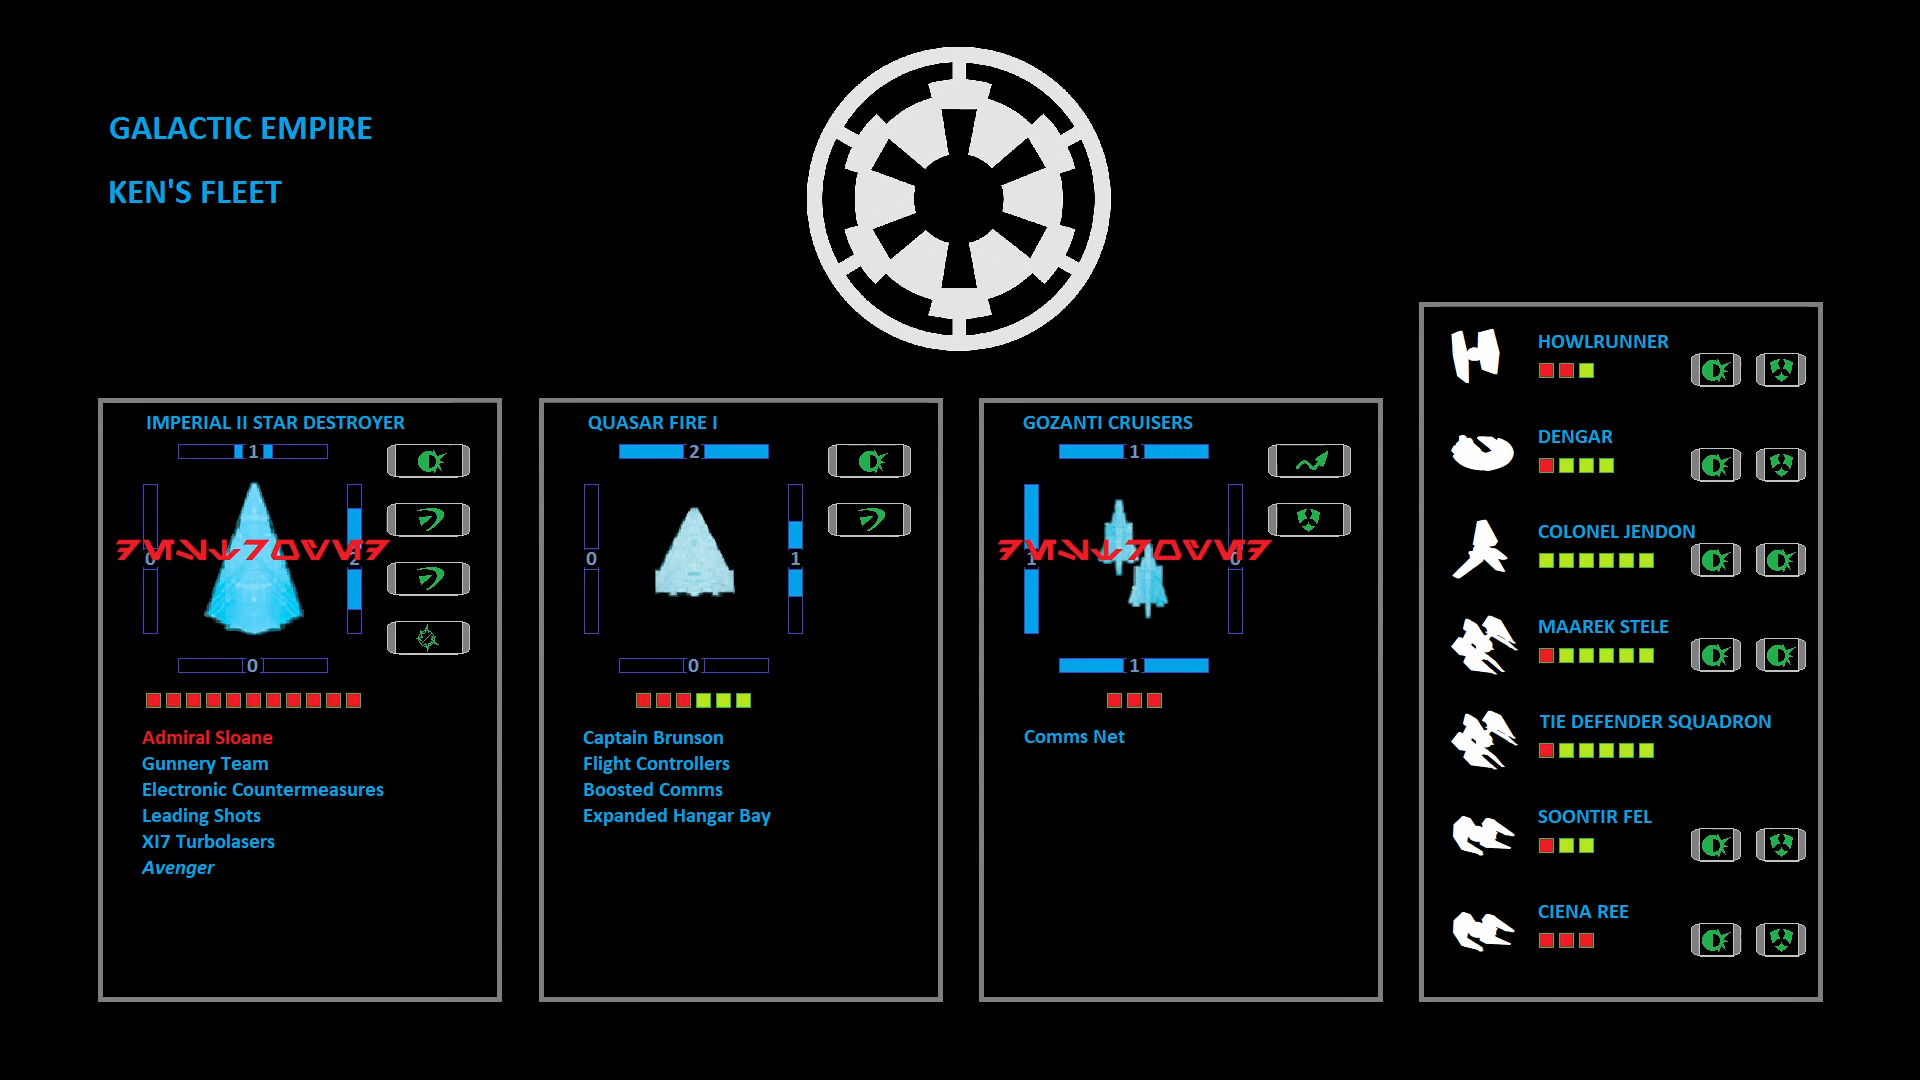 GALACTIC EMPIRE
KEN'S FLEET
IMPERIAL II STAR DESTROYER
1
0
2
0
Admiral Sloane
Gunnery Team
Electronic Countermeasures
Leading Shots
XI7 Turbolasers
Avenger
QUASAR FIRE I
2
0
1
0
Captain Brunson
Flight Controllers
Boosted Comms
Expanded Hangar Bay
GOZANTI CRUISERS
1
1
0
1
Comms Net
HOWLRUNNER
DENGAR
COLONEL JENDON
MAAREK STELE
TIE DEFENDER SQUADRON
SOONTIR FEL
CIENA REE